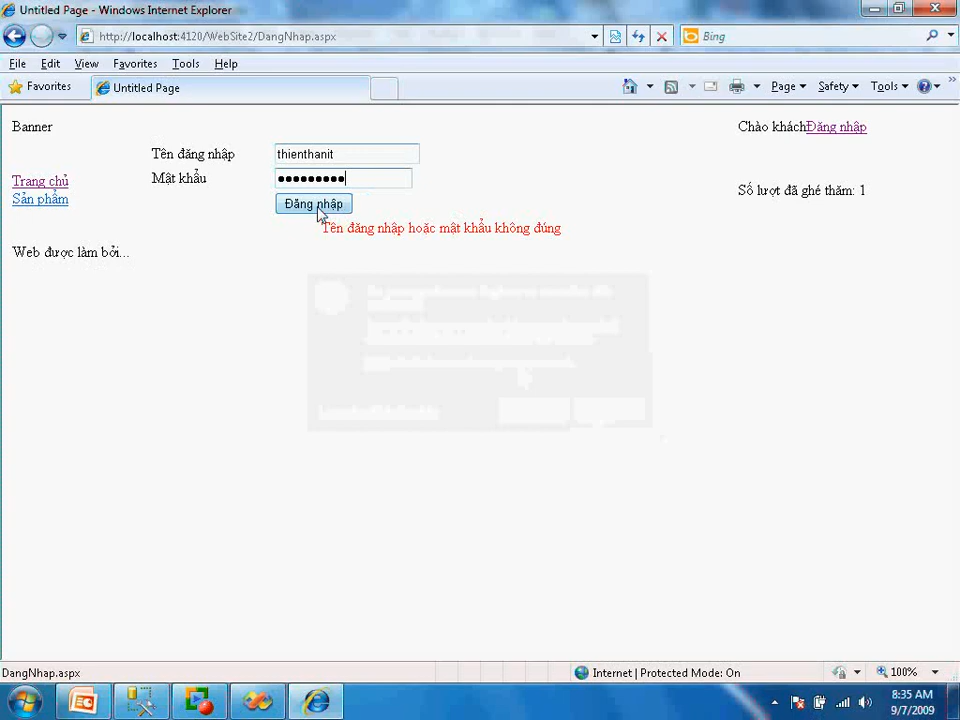 Untitled Page - Windows Internet Explorer
http://localhost:4120/WebSite2/DangNhap.aspx
Bing
File Edit View Favorites Tools Help
Favorites
Untitled Page
Page Safety Tools
Banner
Chào kháchĐăng nhập
Tên đăng nhập thienthanit
Mật khẩu
Trang chủ
Sản phẩm
Số lượt đã ghé thăm: 1
Đăng nhập
Tên đăng nhập hoặc mật khẩu không đúng
Web được làm bởi...
DangNhap.aspx
Internet | Protected Mode: On
100%
8:35 AM
9/7/2009